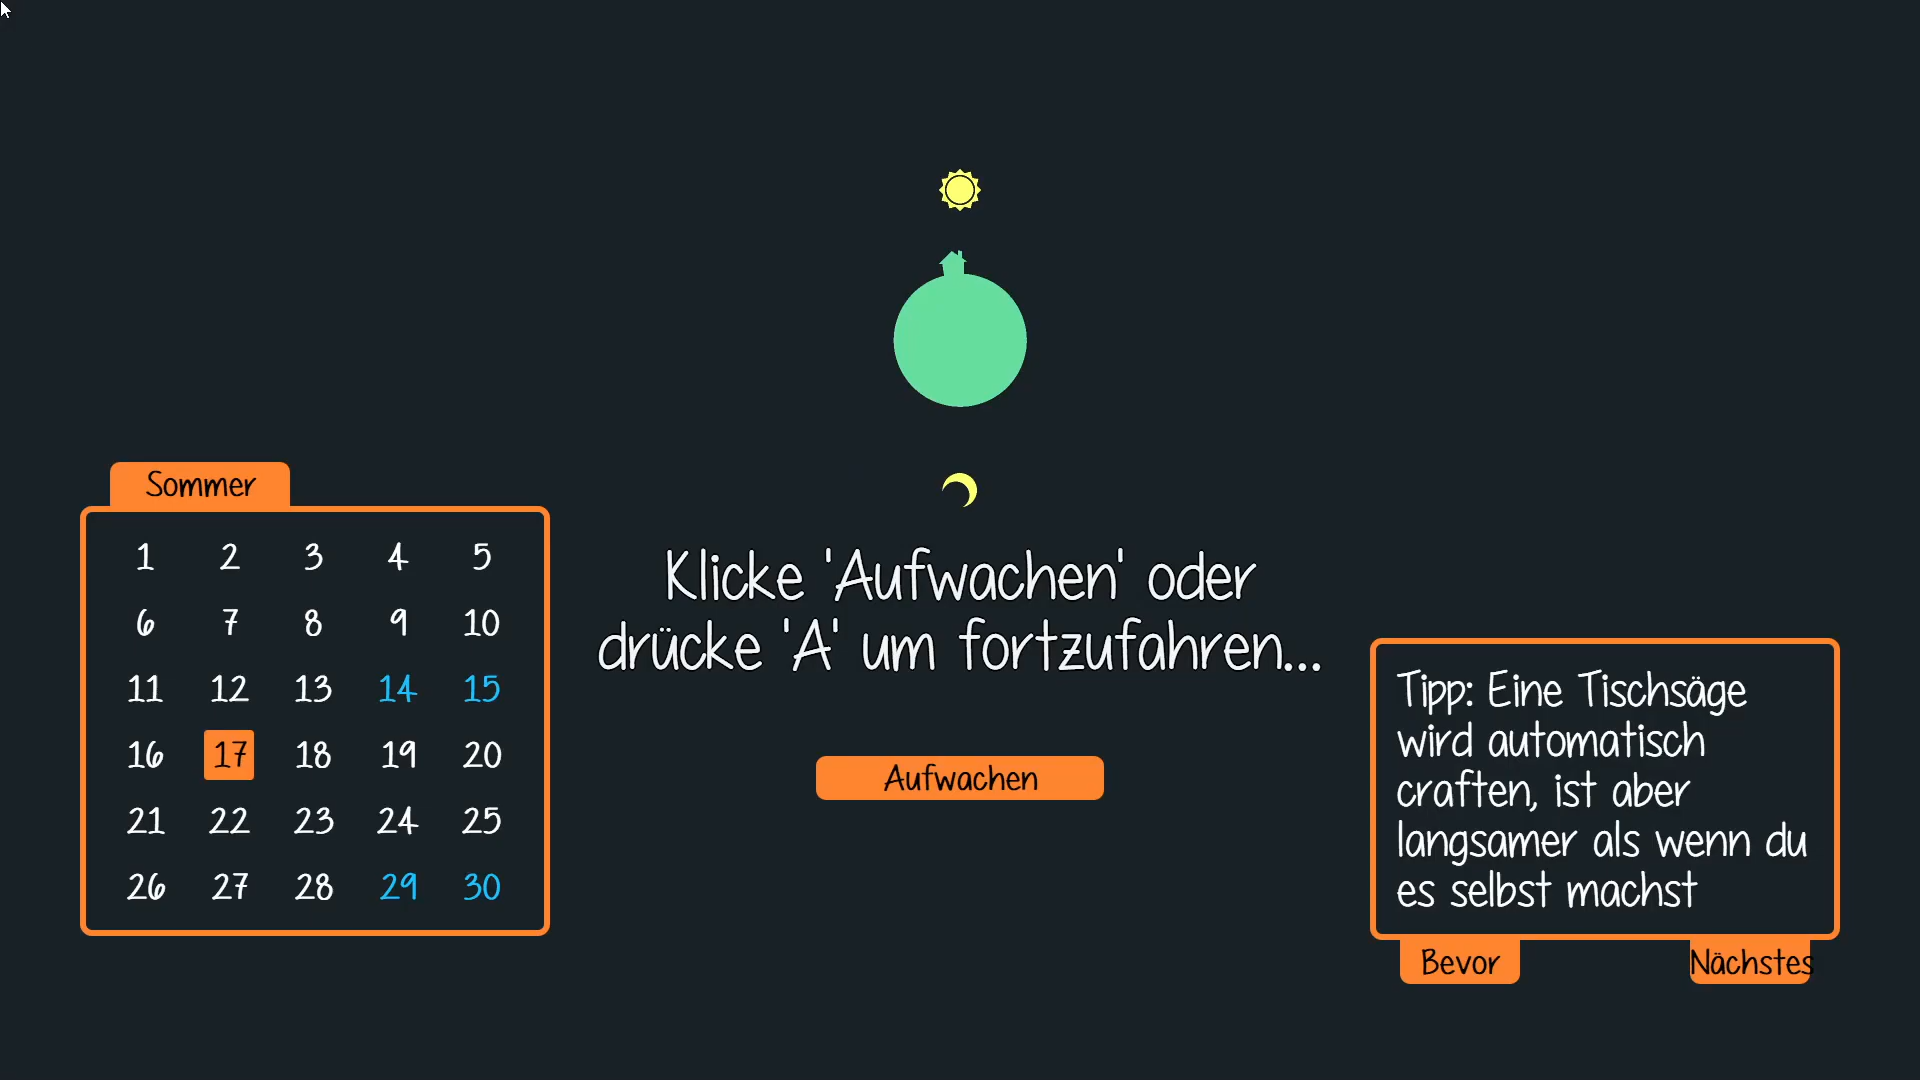 Sommer
1 2 3 4 5
6 7 8 9 10
11 12 13 14 15
16 17 18 19 20
21 22 23 24 25
26 27 28 29 30
Klicke 'Aufwachen' oder
drücke 'A' um fortzufahren...
Aufwachen
Tipp: Eine Tischsäge
wird automatisch
craften, ist aber
langsamer als wenn du
es selbst machst
Bevor
Nächstes